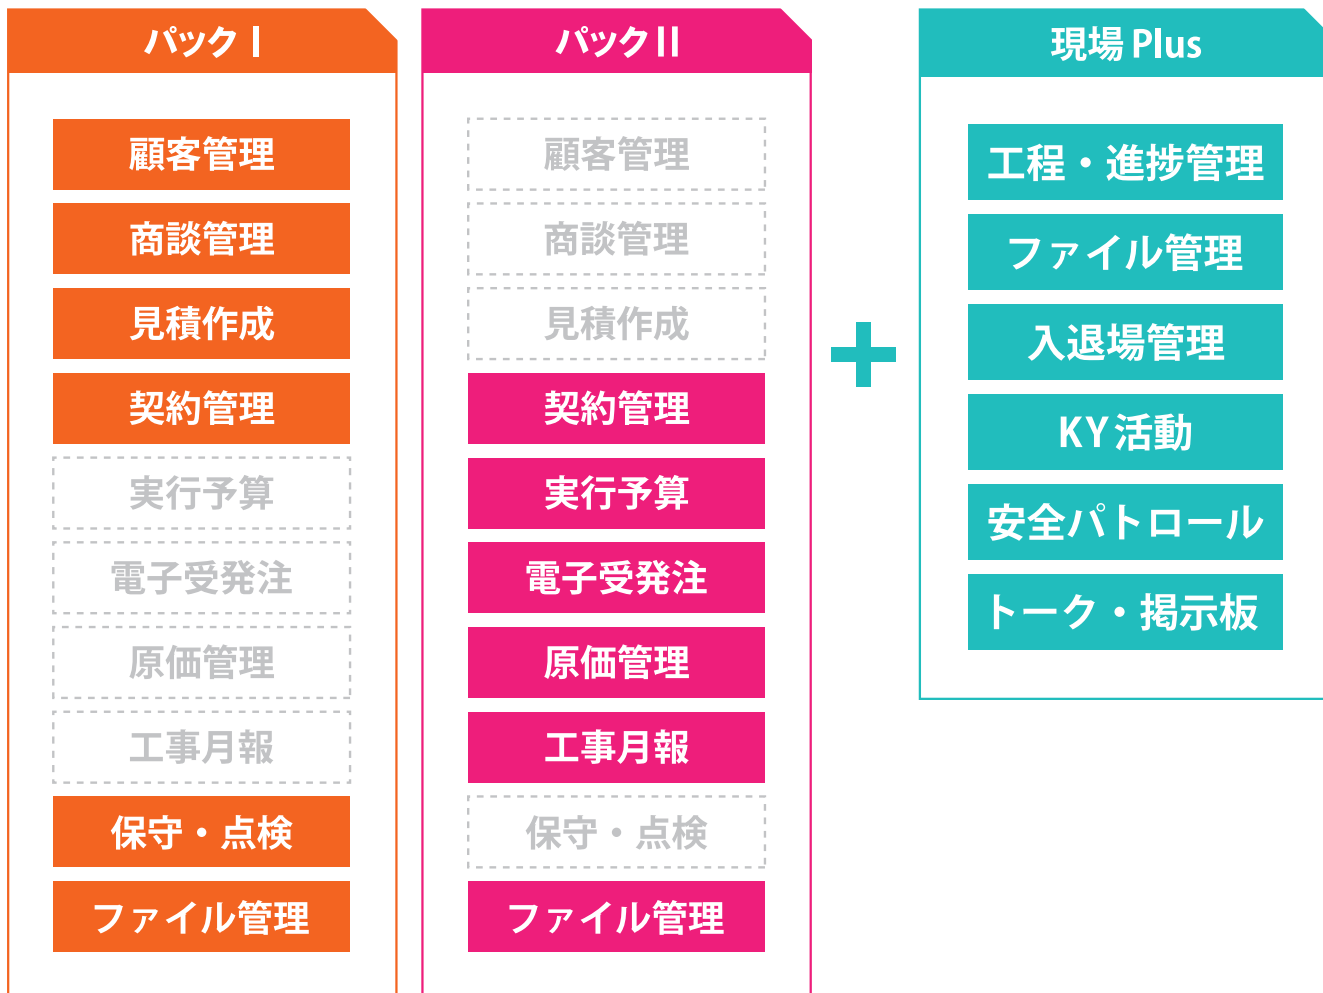 パック I
顧客管理
商談管理
見積作成
契約管理
実行予算
電子受発注
原価管理
工事月報
保守・点検
ファイル管理
パック II
顧客管理
商談管理
見積作成
契約管理
実行予算
電子受発注
原価管理
工事月報
保守・点検
ファイル管理
+
現場 Plus
工程・進捗管理
ファイル管理
入退場管理
KY活動
安全パトロール
トーク・掲示板